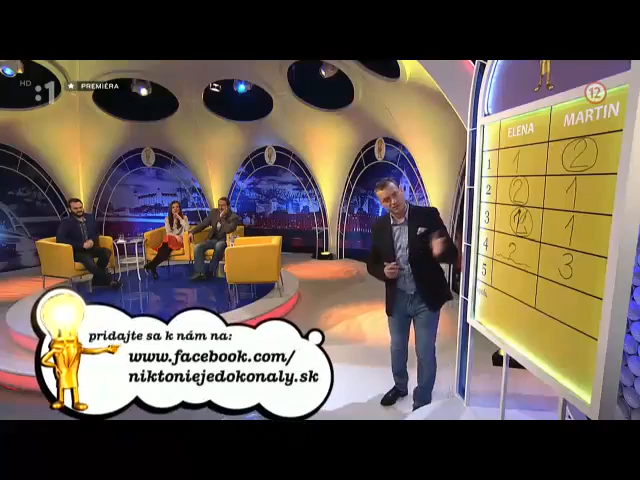 HD :1 ★ PREMIÉRA
12
ELENA MARTIN
1 1 2
2 2 1
3 1 1
4 2 3
5
pridajte sa k nám na:
www.facebook.com/
niktoniejedokonaly.sk